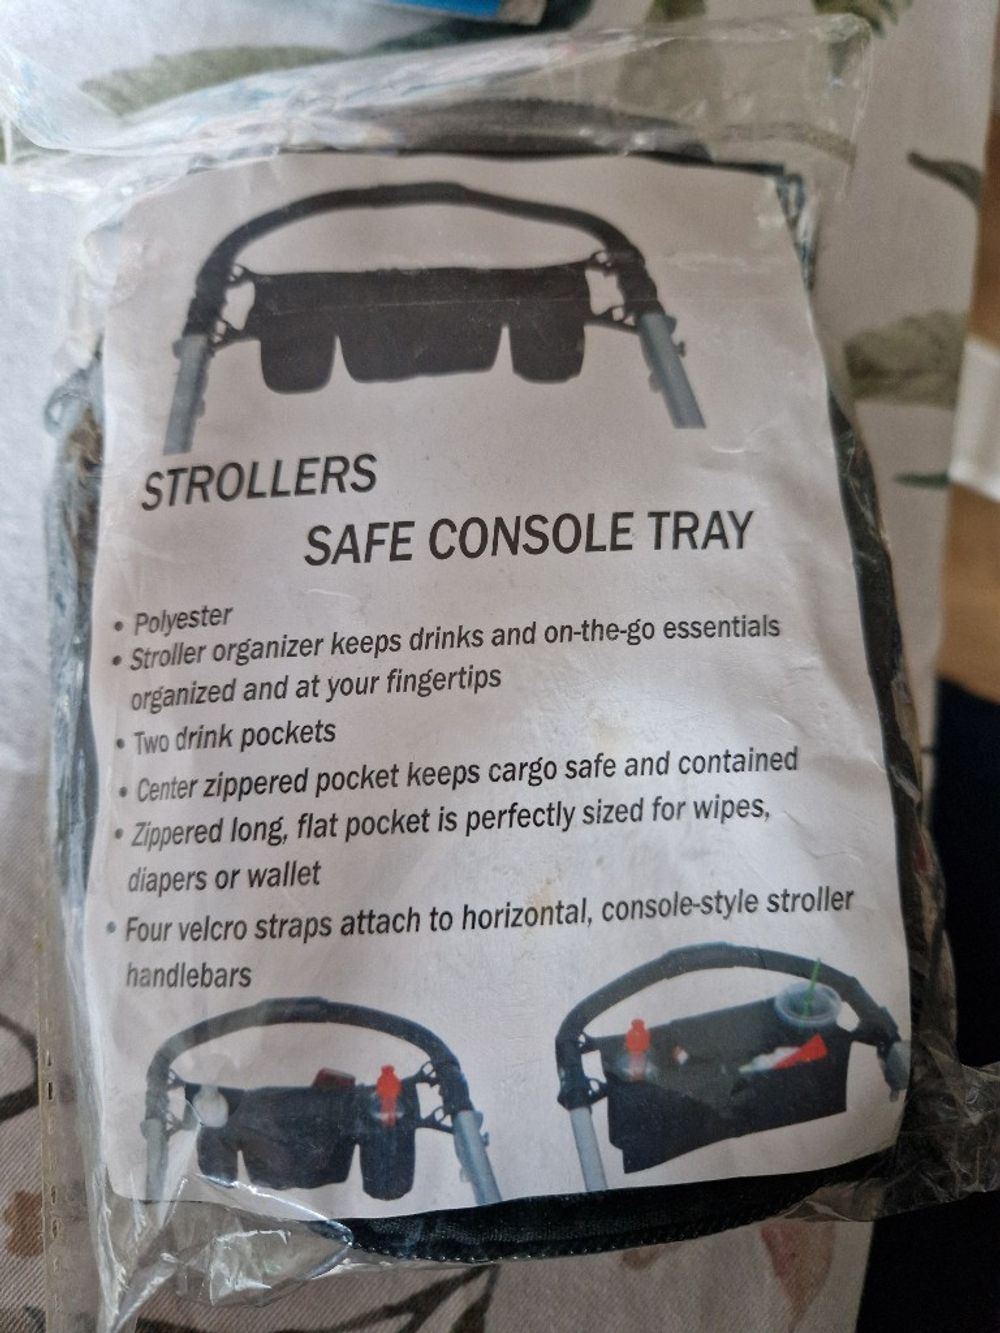 STROLLERS
SAFE CONSOLE TRAY
• Polyester
• Stroller organizer keeps drinks and on-the-go essentials
organized and at your fingertips
• Two drink pockets
• Center zippered pocket keeps cargo safe and contained
• Zippered long, flat pocket is perfectly sized for wipes,
diapers or wallet
• Four velcro straps attach to horizontal, console-style stroller
handlebars